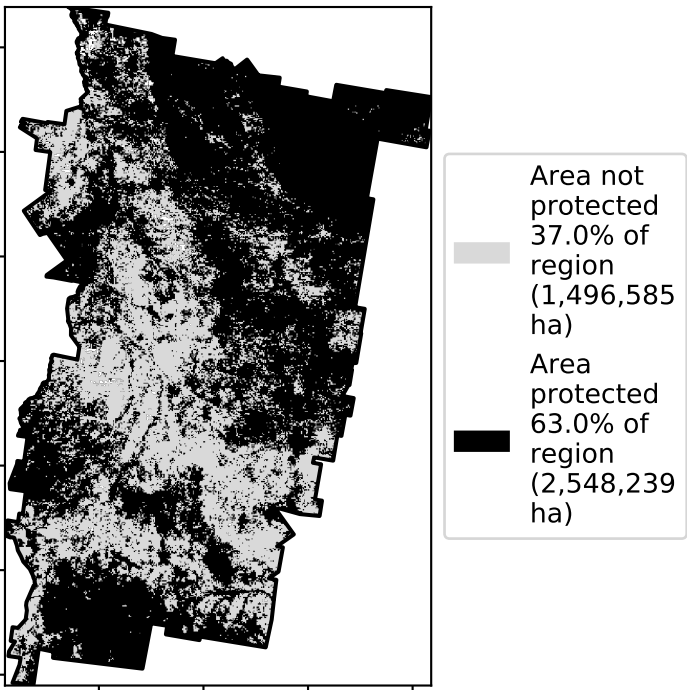 Area not
protected
37.0% of
region
(1,496,585
ha)
Area
protected
63.0% of
region
(2,548,239
ha)